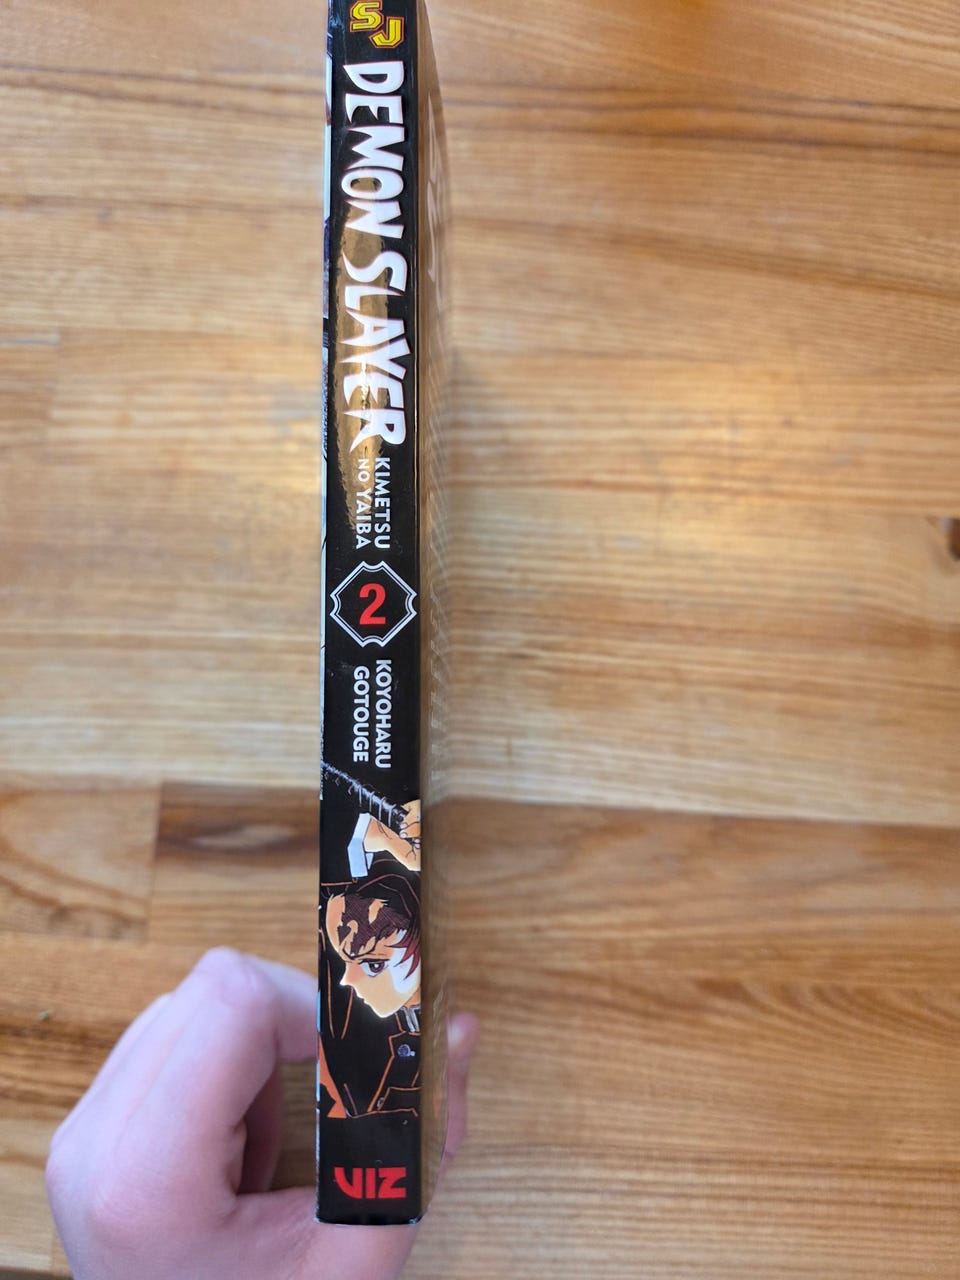 SJ
DEMON SLAYER
KIMETSU
NO YAIBA
2
KOYOHARU
GOTOUGE
VIZ